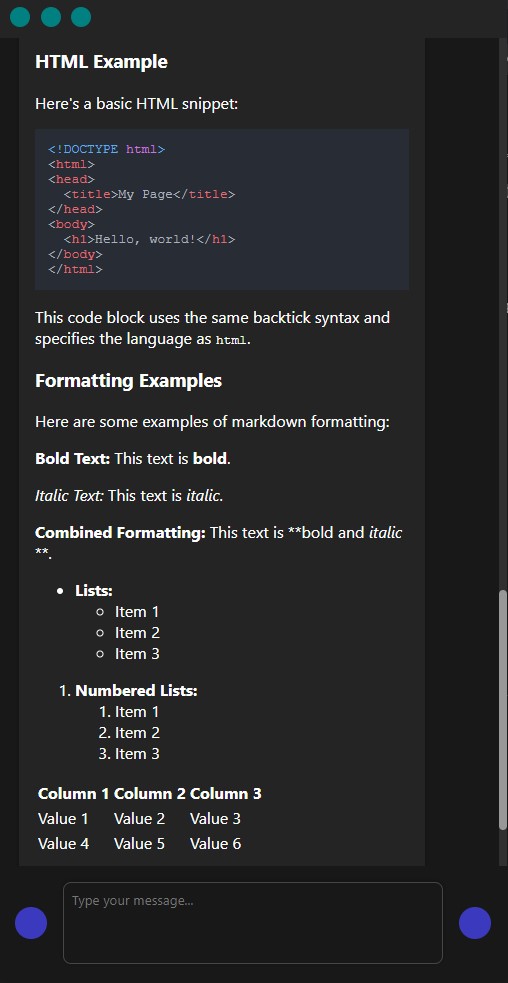 HTML Example
Here's a basic HTML snippet:
<!DOCTYPE html>
<html>
<head>
  <title>My Page</title>
</head>
<body>
  <h1>Hello, world!</h1>
</body>
</html>
This code block uses the same backtick syntax and
specifies the language as html.
Formatting Examples
Here are some examples of markdown formatting:
Bold Text: This text is bold.
Italic Text: This text is italic.
Combined Formatting: This text is **bold and italic
**.
• Lists:
○ Item 1
○ Item 2
○ Item 3
1. Numbered Lists:
1. Item 1
2. Item 2
3. Item 3
Column 1 Column 2 Column 3
Value 1 Value 2 Value 3
Value 4 Value 5 Value 6
Type your message...